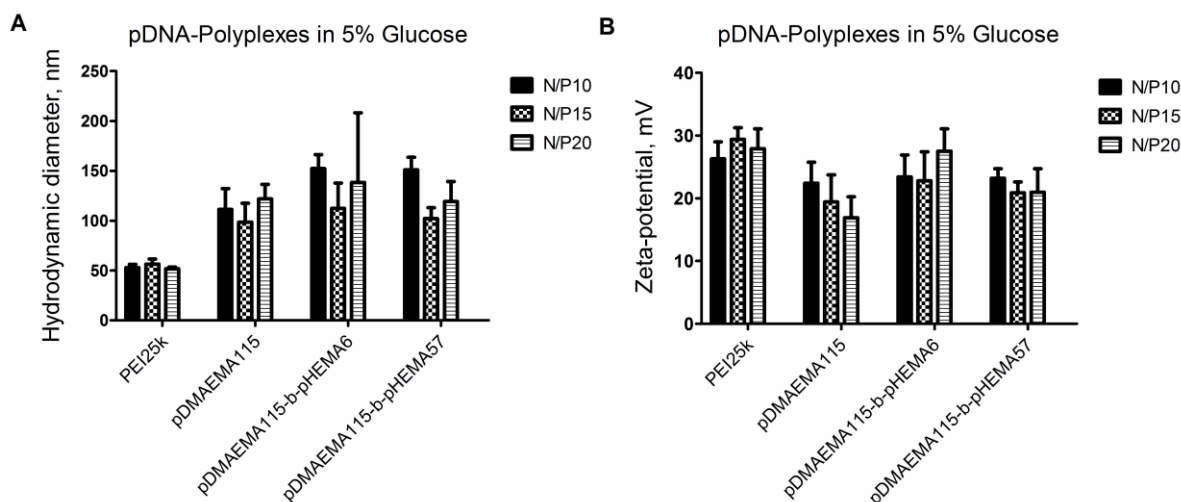 A
pDNA-Polyplexes in 5% Glucose
Hydrodynamic diameter, nm
250
200
150
100
50
0
PEI25k
pDMAEMA115
pDMAEMA115-b-pHEMA6
pDMAEMA115-b-pHEMA57
N/P10
N/P15
N/P20
B
pDNA-Polyplexes in 5% Glucose
Zeta-potential, mV
40
30
20
10
0
PEI25k
pDMAEMA115
pDMAEMA115-b-pHEMA6
pDMAEMA115-b-pHEMA57
N/P10
N/P15
N/P20